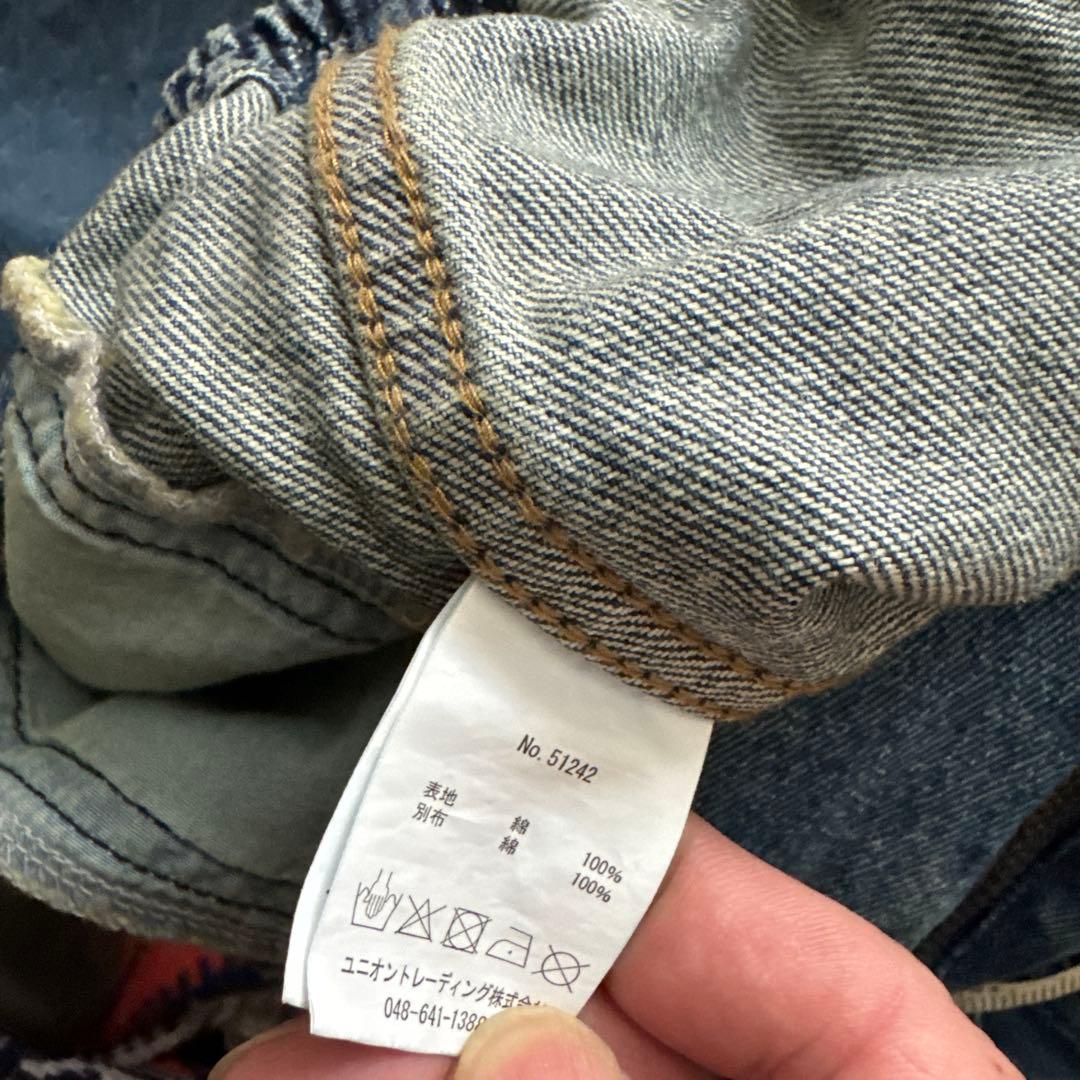 No. 51242
表地 綿 100%
別布 綿 100%
ユニオントレーディング株式会
048-641-138